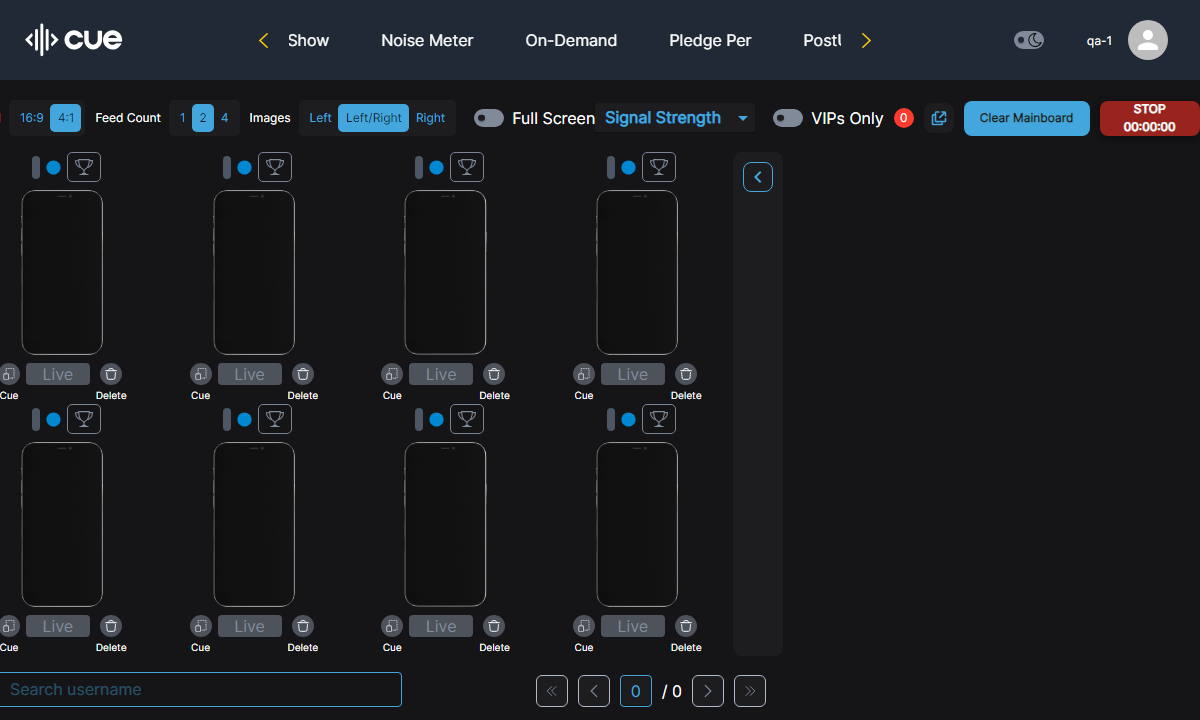 cue
Show Noise Meter On-Demand Pledge Per
qa-1
16:9 4:1 Feed Count 1 2 4 Images Left Left/Right Right Full Screen Signal Strength VIPs Only 0 Clear Mainboard STOP
00:00:00
Live Live Live Live
Cue Delete Cue Delete Cue Delete Cue Delete
Live Live Live Live
Cue Delete Cue Delete Cue Delete Cue Delete
Search username 0 / 0